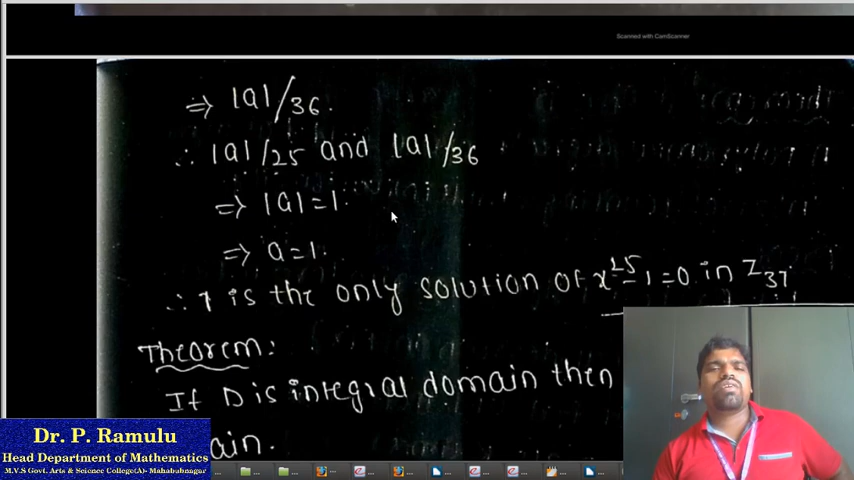 Scanned with CamScanner
⇒ |a|/36.
∴ |a|/25 and |a|/36
⇒ |a|=1.
⇒ a=1.
∴ 1 is the only solution of x²⁵-1=0 in Z₃₇
Theorem:
If D is integral domain then
ain.
Dr. P. Ramulu
Head Department of Mathematics
M.V.S Govt. Arts & Science College(A)- Mahabubnagar